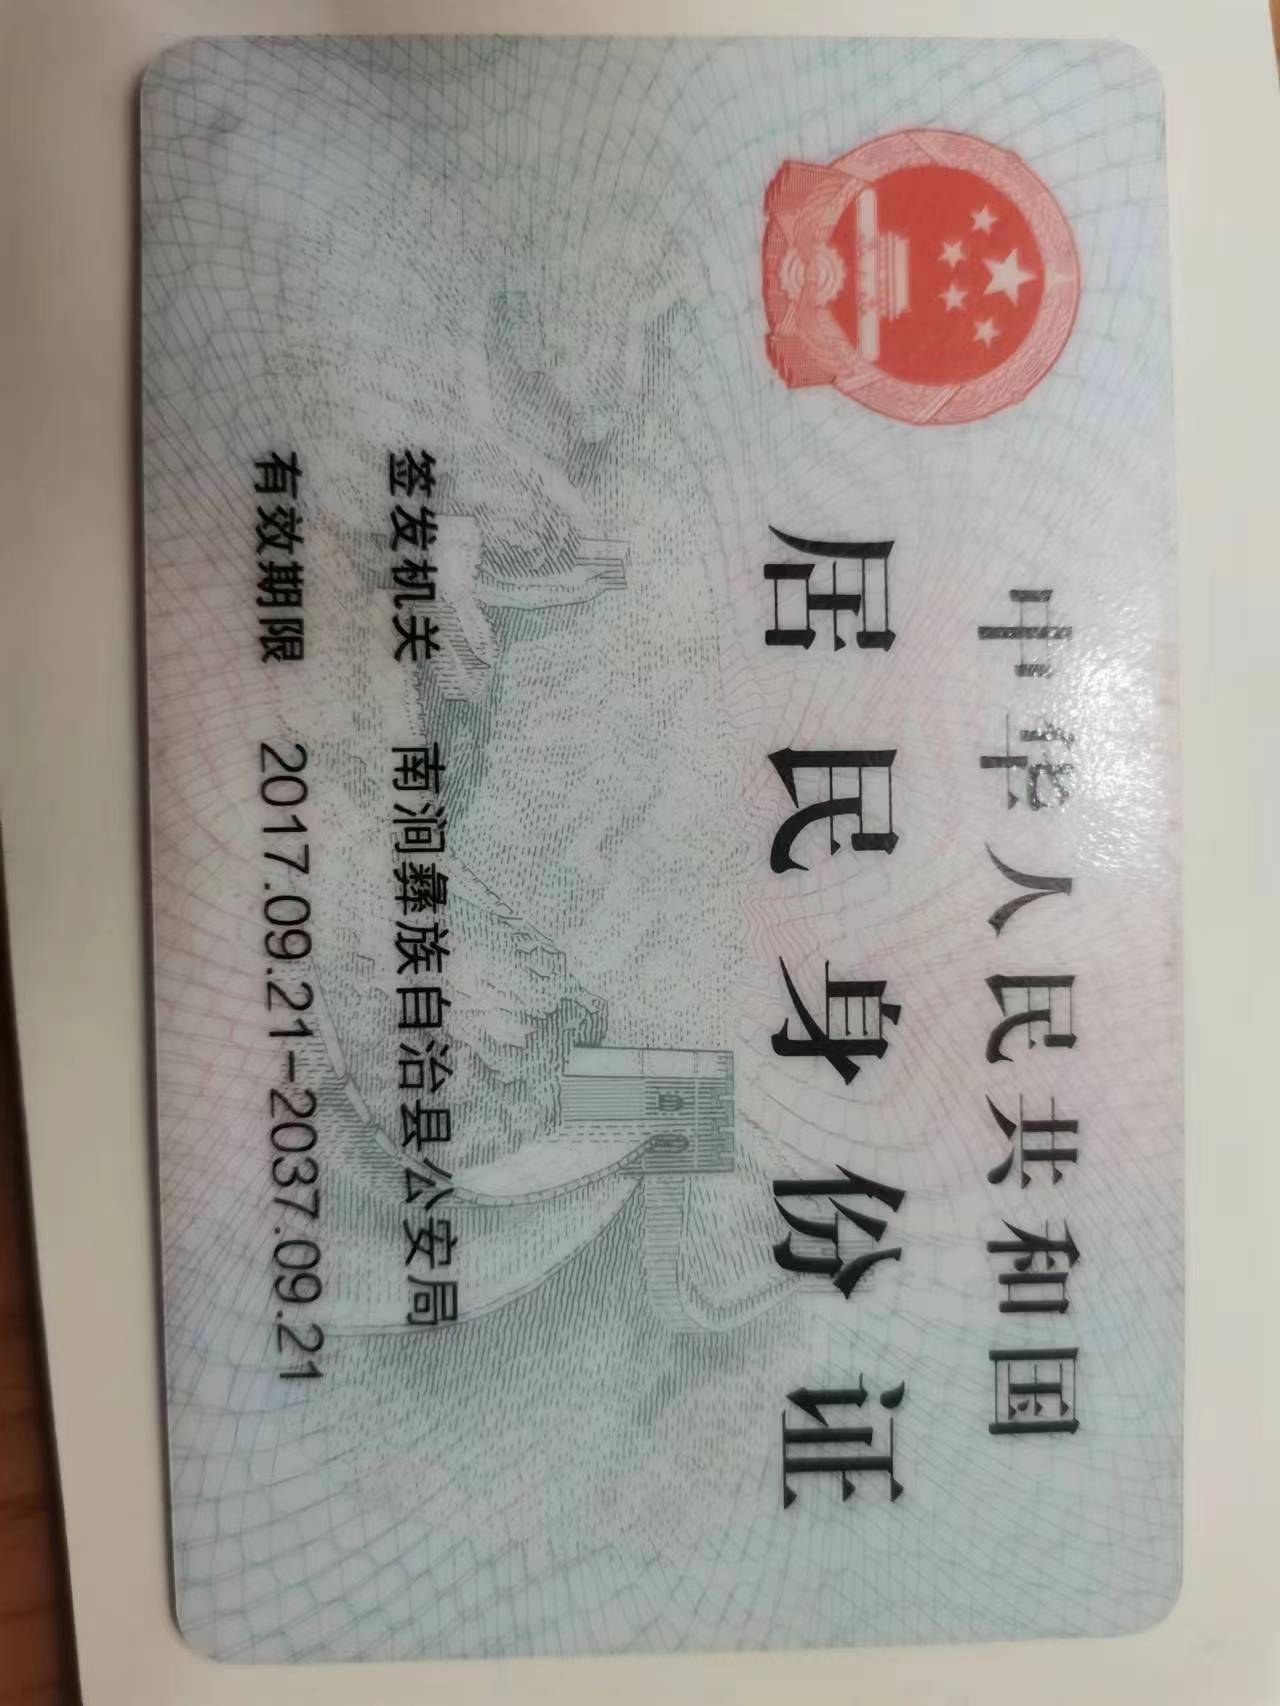 中华人民共和国
居民身份证
签发机关 南涧彝族自治县公安局
有效期限 2017.09.21-2037.09.21